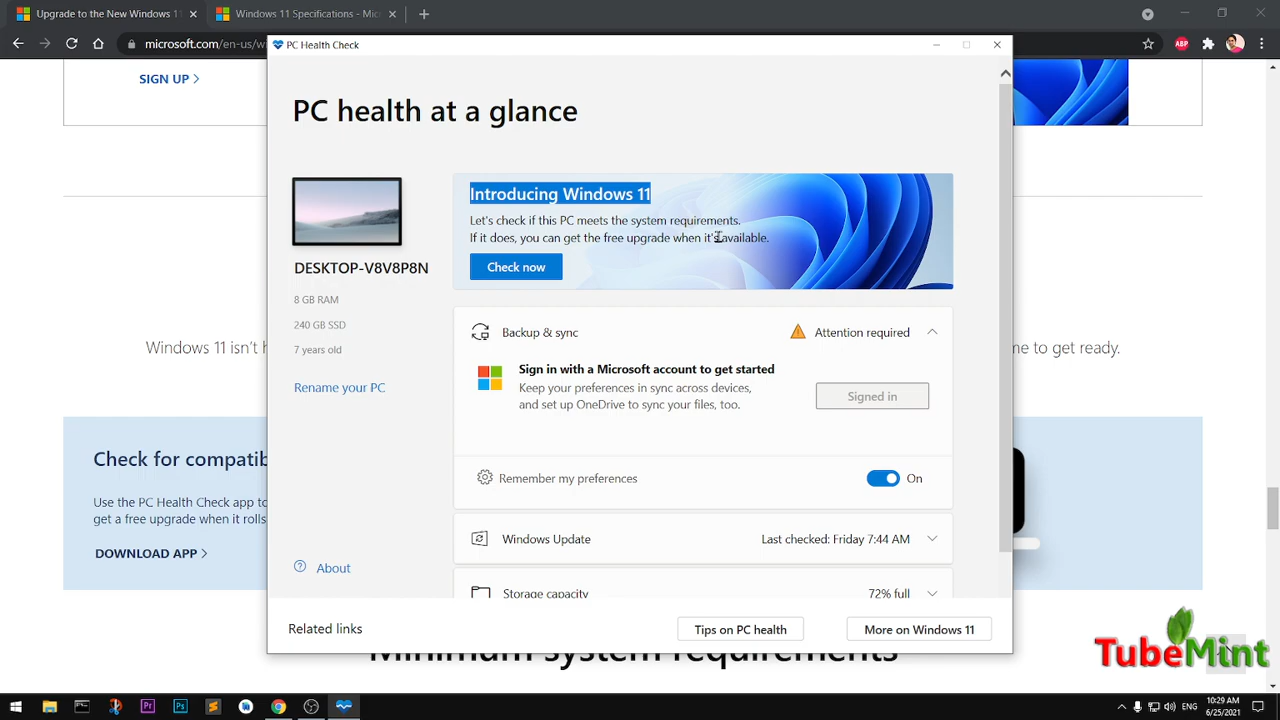 Upgrade to the New Windows 11
Windows 11 Specifications - Micr
microsoft.com/en-us/w
ABP
SIGN UP
PC Health Check
PC health at a glance
DESKTOP-V8V8P8N
8 GB RAM
240 GB SSD
7 years old
Rename your PC
About
Introducing Windows 11
Let's check if this PC meets the system requirements.
If it does, you can get the free upgrade when it's available.
Check now
Backup & sync
Attention required
Sign in with a Microsoft account to get started
Keep your preferences in sync across devices,
and set up OneDrive to sync your files, too.
Signed in
Remember my preferences
On
Windows Update
Last checked: Friday 7:44 AM
Storage capacity
72% full
Related links
Tips on PC health
More on Windows 11
Windows 11 isn't
me to get ready.
Check for compatib
Use the PC Health Check app to
get a free upgrade when it rolls
DOWNLOAD APP
Minimum system requirements
TubeMint
Pr
Ps
10:29 AM
6/25/2021